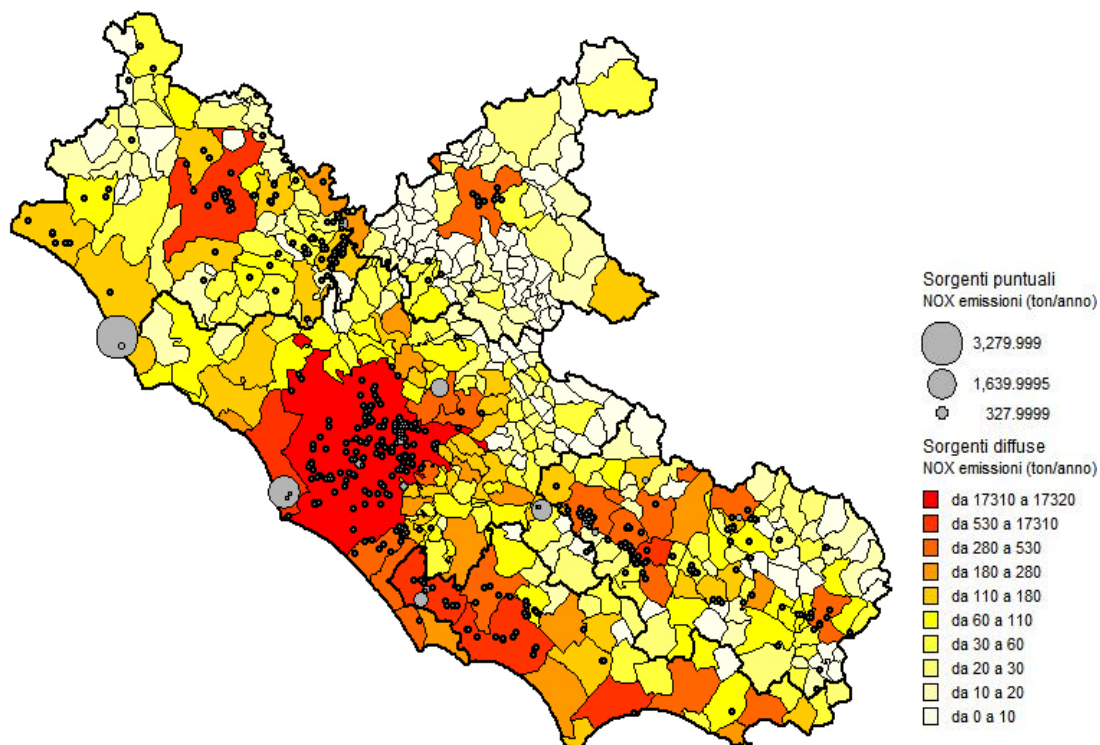 Sorgenti puntuali
NOX emissioni (ton/anno)
3,279.999
1,639.9995
327.9999
Sorgenti diffuse
NOX emissioni (ton/anno)
da 17310 a 17320
da 530 a 17310
da 280 a 530
da 180 a 280
da 110 a 180
da 60 a 110
da 30 a 60
da 20 a 30
da 10 a 20
da 0 a 10